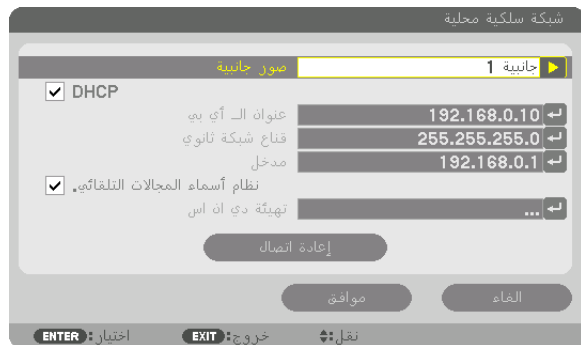 شبكة سلكية محلية
صور جانبية جانبية 1
DHCP
عنوان الـ أي بي 192.168.0.10
قناع شبكة ثانوي 255.255.255.0
مدخل 192.168.0.1
نظام أسماء المجالات التلقائي.
تهيئة دي ان اس ...
إعادة اتصال
موافق الغاء
ENTER: اختيار EXIT: خروج نقل: